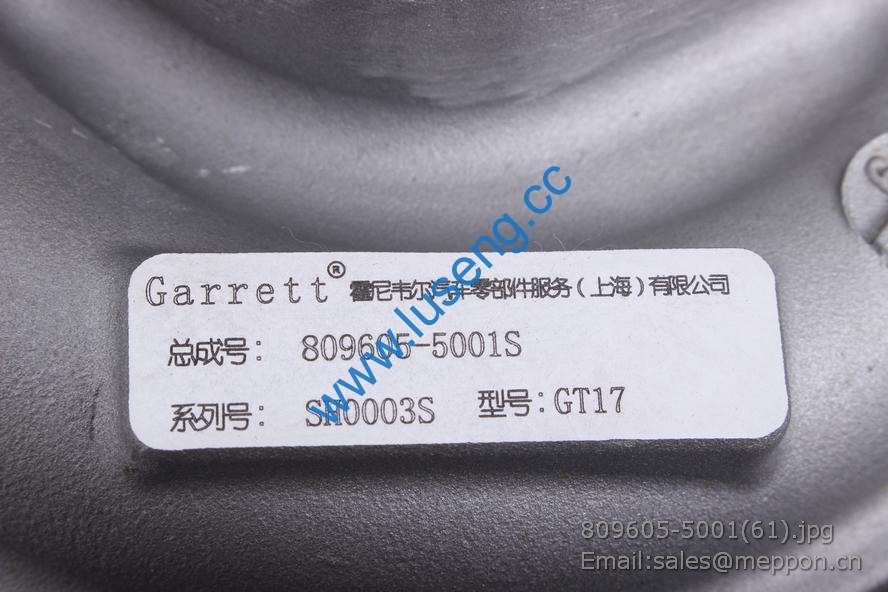 www.luseng.cc
Garrett® 霍尼韦尔汽车零部件服务（上海）有限公司
总成号： 809605-5001S
系列号： SH0003S 型号：GT17
809605-5001(61).jpg
Email:sales@meppon.cn